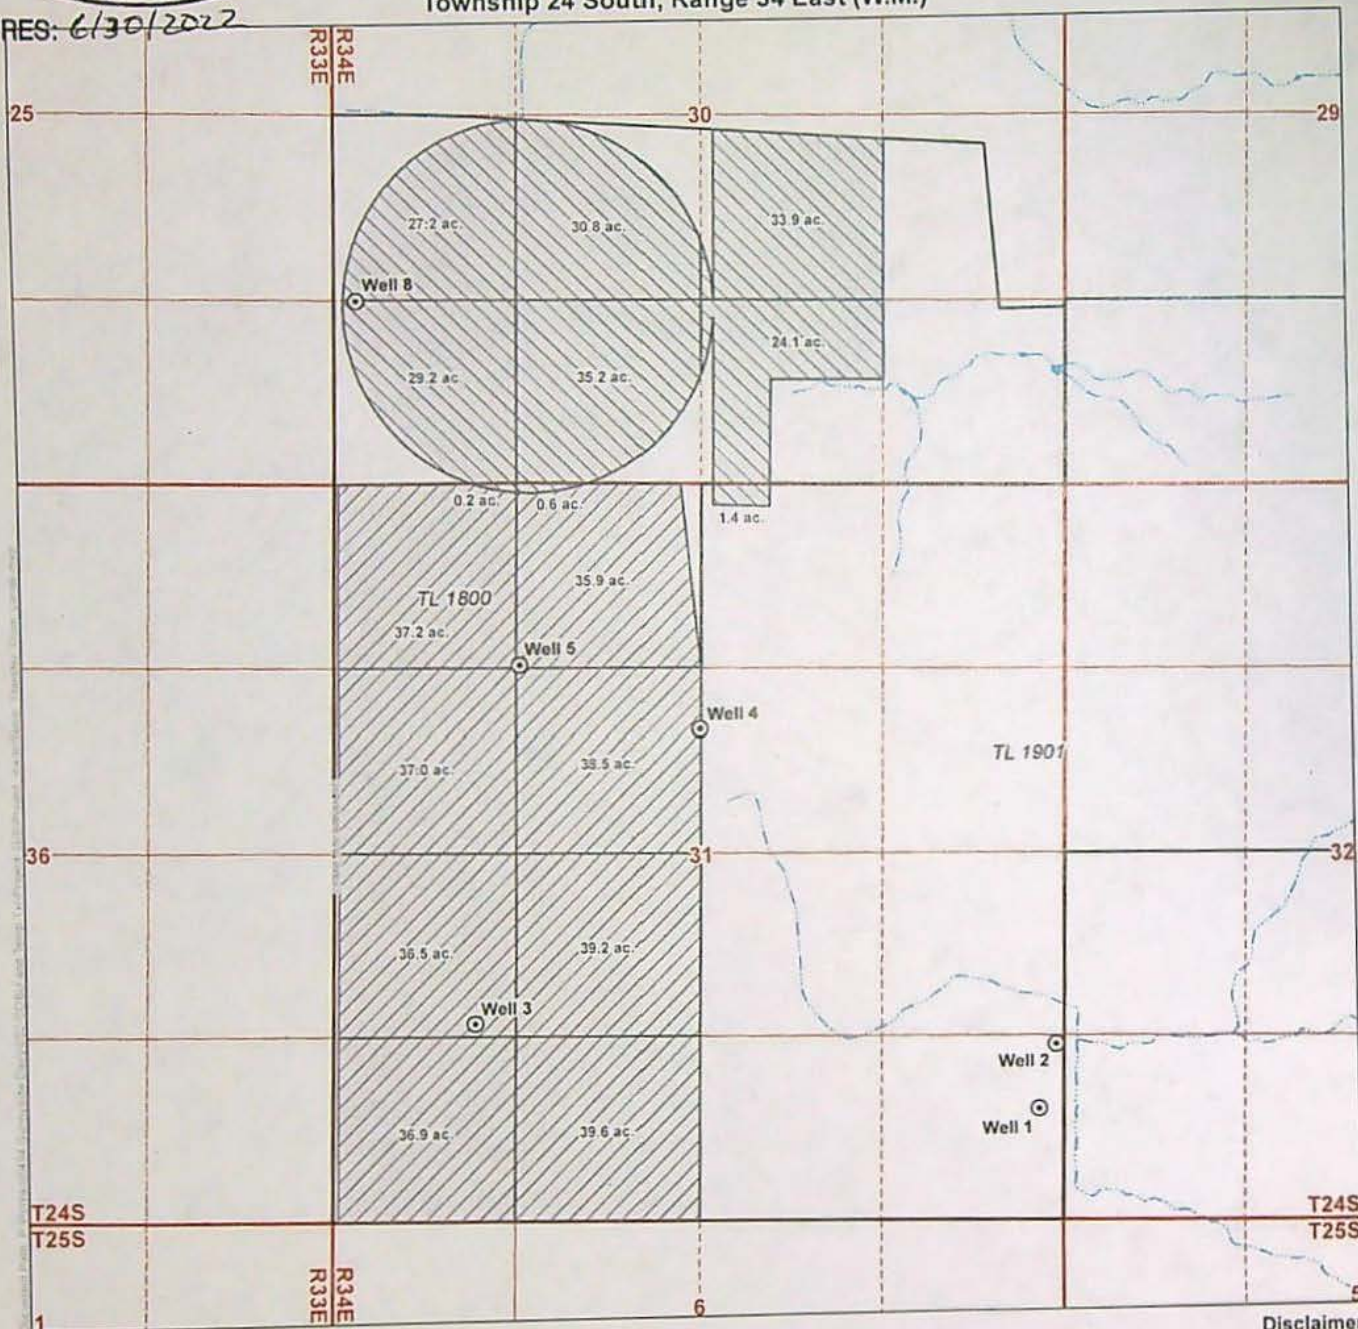 Township 24 South, Range 34 East (W.M.)
RES: 6/30/2022
R33E
R34E
25
30
29
27.2 ac.
30.8 ac.
33.9 ac.
Well 8
24.1 ac.
29.2 ac.
35.2 ac.
0.2 ac.
0.6 ac.
1.4 ac.
35.9 ac.
TL 1800
37.2 ac.
Well 5
Well 4
TL 1901
37.0 ac.
38.5 ac.
36
31
32
36.5 ac.
39.2 ac.
Well 3
Well 2
Well 1
36.9 ac.
39.6 ac.
T24S
T24S
T25S
T25S
R33E
R34E
1
6
5
Disclaimer